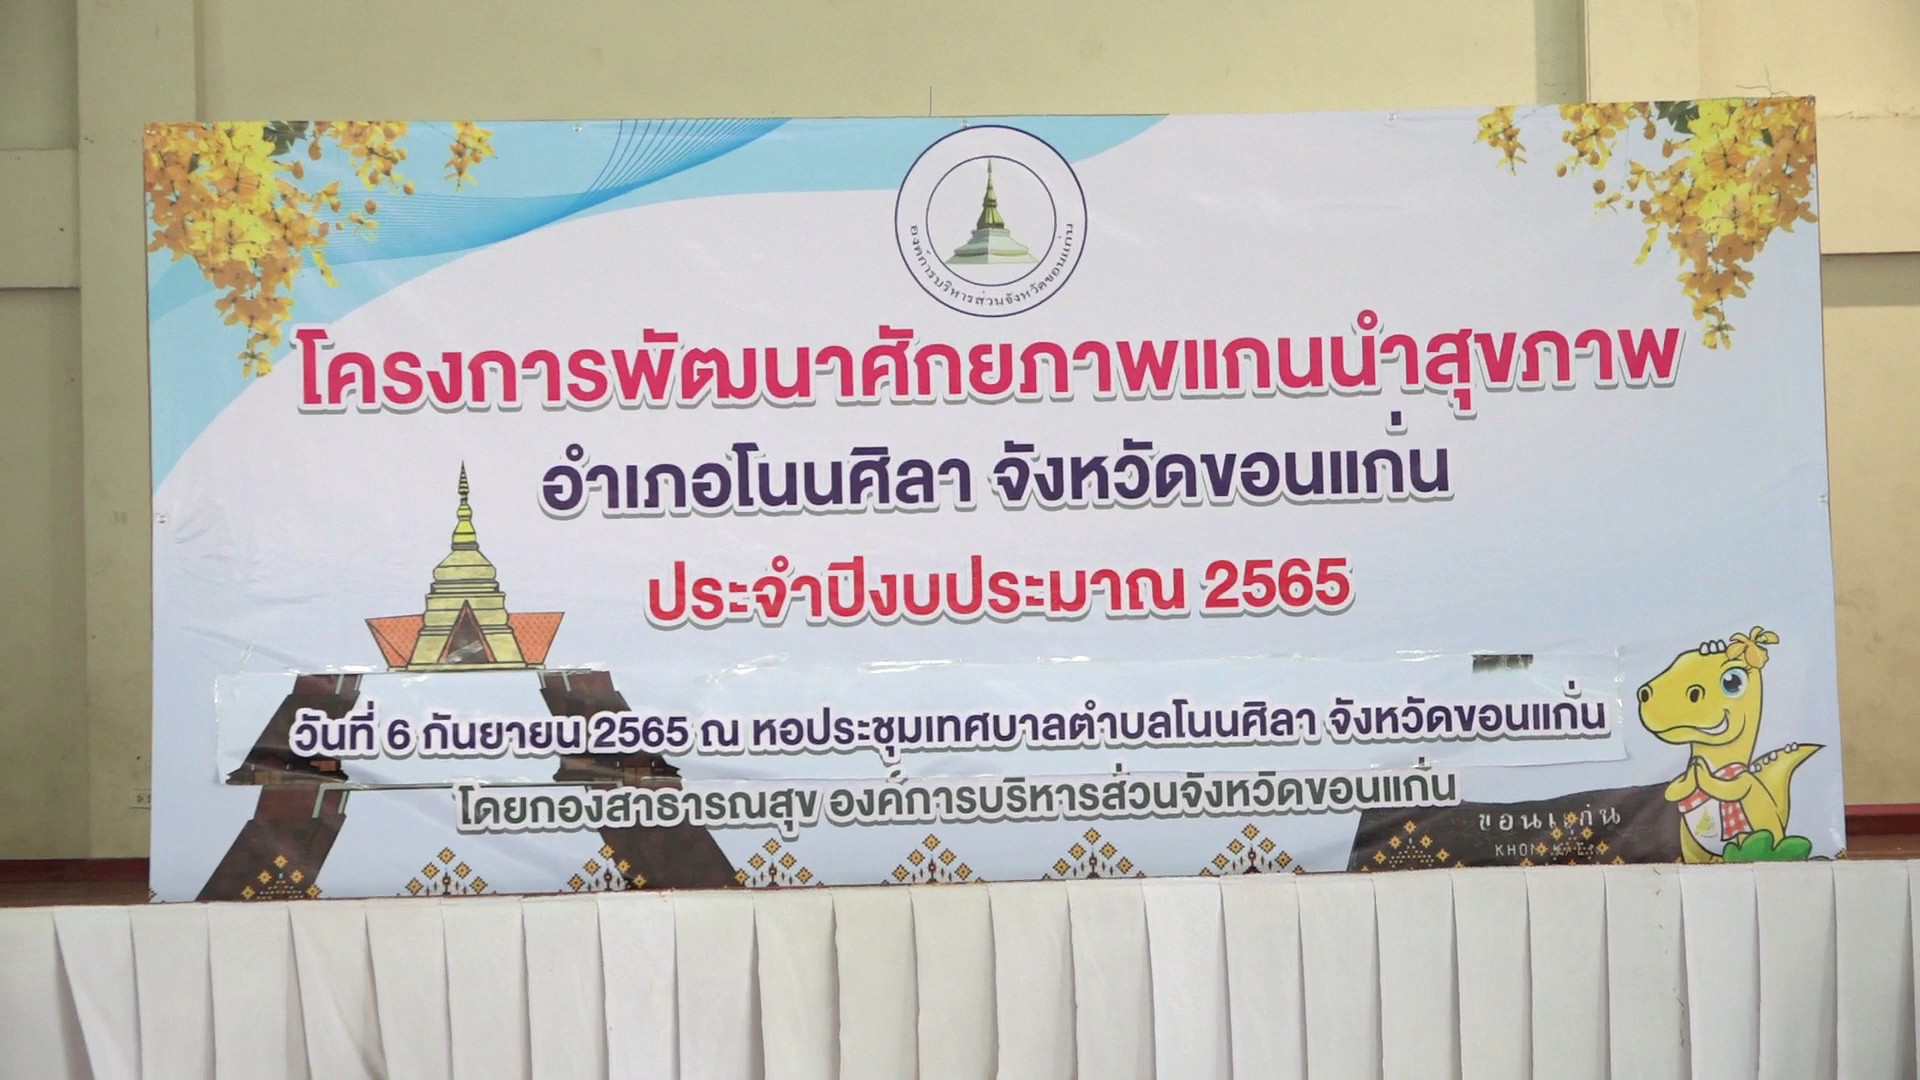 องค์การบริหารส่วนจังหวัดขอนแก่น
โครงการพัฒนาศักยภาพแกนนำสุขภาพ
อำเภอโนนศิลา จังหวัดขอนแก่น
ประจำปีงบประมาณ 2565
วันที่ 6 กันยายน 2565 ณ หอประชุมเทศบาลตำบลโนนศิลา จังหวัดขอนแก่น
โดยกองสาธารณสุข องค์การบริหารส่วนจังหวัดขอนแก่น
ขอนแก่น